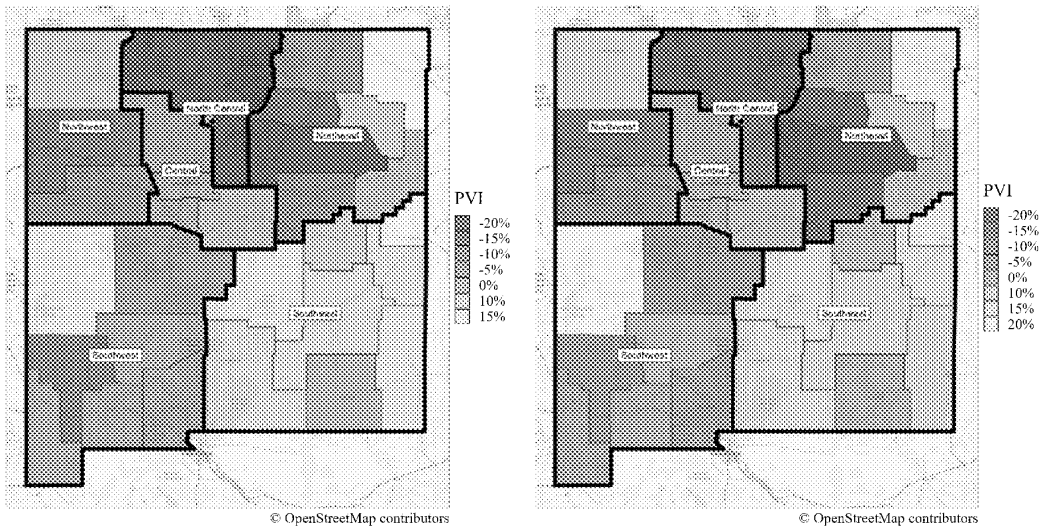 North Central
Northwest
Northeast
Central
Southeast
Southwest
PVI
-20%
-15%
-10%
-5%
0%
10%
15%
© OpenStreetMap contributors
North Central
Northwest
Northeast
Central
Southeast
Southwest
PVI
-20%
-15%
-10%
-5%
0%
10%
15%
20%
© OpenStreetMap contributors